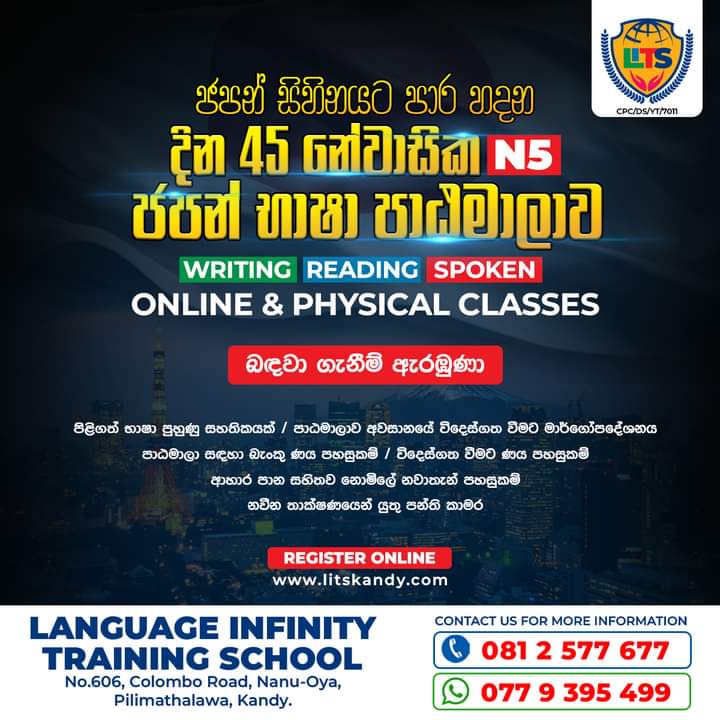 LITS
CPC/DS/YT/7011
ජපන් සිහිනයට පාර හදන
දින 45 නේවාසික N5
ජපන් භාෂා පාඨමාලාව
WRITING READING SPOKEN
ONLINE & PHYSICAL CLASSES
බඳවා ගැනීම් ඇරඹුණා
පිළිගත් භාෂා පුහුණු සහතිකයක් / පාඨමාලාව අවසානයේ විදෙස්ගත වීමට මාර්ගෝපදේශනය
පාඨමාලා සඳහා බැංකු ණය පහසුකම් / විදෙස්ගත වීමට ණය පහසුකම්
ආහාර පාන සහිතව නොමිලේ නවාතැන් පහසුකම්
නවීන තාක්ෂණයෙන් යුතු පන්ති කාමර
REGISTER ONLINE
www.litskandy.com
LANGUAGE INFINITY
TRAINING SCHOOL
No.606, Colombo Road, Nanu-Oya,
Pilimathalawa, Kandy.
CONTACT US FOR MORE INFORMATION
081 2 577 677
077 9 395 499